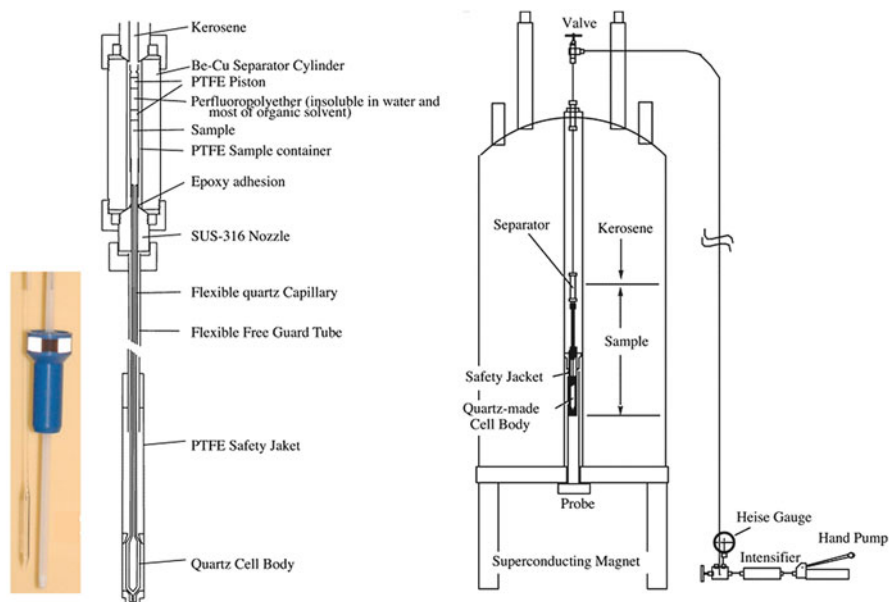 Kerosene
Be-Cu Separator Cylinder
PTFE Piston
Perfluoropolyether (insoluble in water and
most of organic solvent)
Sample
PTFE Sample container
Epoxy adhesion
SUS-316 Nozzle
Flexible quartz Capillary
Flexible Free Guard Tube
PTFE Safety Jaket
Quartz Cell Body
Valve
Separator
Kerosene
Sample
Safety Jacket
Quartz-made
Cell Body
Probe
Superconducting Magnet
Heise Gauge
Hand Pump
Intensifier